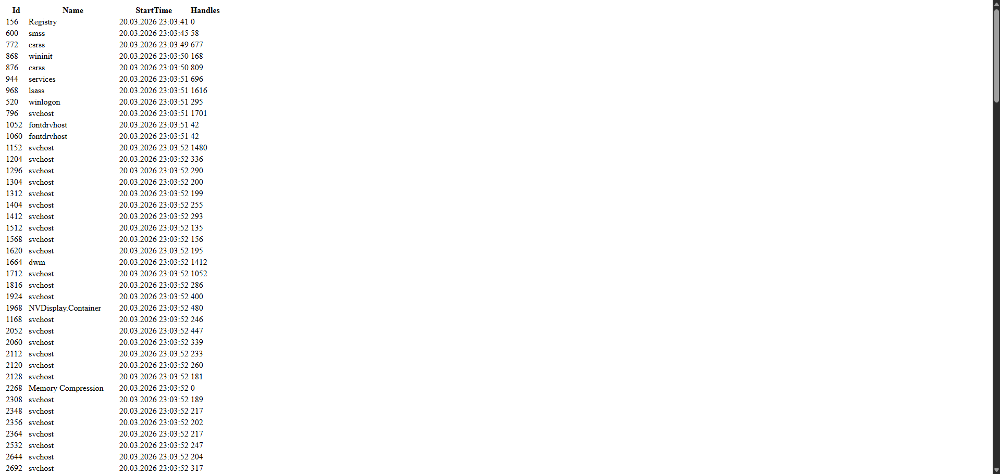 Id Name StartTime Handles
156 Registry 20.03.2026 23:03:41 0
600 smss 20.03.2026 23:03:45 58
772 csrss 20.03.2026 23:03:49 677
868 wininit 20.03.2026 23:03:50 168
876 csrss 20.03.2026 23:03:50 809
944 services 20.03.2026 23:03:51 696
968 lsass 20.03.2026 23:03:51 1616
520 winlogon 20.03.2026 23:03:51 295
796 svchost 20.03.2026 23:03:51 1701
1052 fontdrvhost 20.03.2026 23:03:51 42
1060 fontdrvhost 20.03.2026 23:03:51 42
1152 svchost 20.03.2026 23:03:52 1480
1204 svchost 20.03.2026 23:03:52 336
1296 svchost 20.03.2026 23:03:52 290
1304 svchost 20.03.2026 23:03:52 200
1312 svchost 20.03.2026 23:03:52 199
1404 svchost 20.03.2026 23:03:52 255
1412 svchost 20.03.2026 23:03:52 293
1512 svchost 20.03.2026 23:03:52 135
1568 svchost 20.03.2026 23:03:52 156
1620 svchost 20.03.2026 23:03:52 195
1664 dwm 20.03.2026 23:03:52 1412
1712 svchost 20.03.2026 23:03:52 1052
1816 svchost 20.03.2026 23:03:52 286
1924 svchost 20.03.2026 23:03:52 400
1968 NVDisplay.Container 20.03.2026 23:03:52 480
1168 svchost 20.03.2026 23:03:52 246
2052 svchost 20.03.2026 23:03:52 447
2060 svchost 20.03.2026 23:03:52 339
2112 svchost 20.03.2026 23:03:52 233
2120 svchost 20.03.2026 23:03:52 260
2128 svchost 20.03.2026 23:03:52 181
2268 Memory Compression 20.03.2026 23:03:52 0
2308 svchost 20.03.2026 23:03:52 189
2348 svchost 20.03.2026 23:03:52 217
2356 svchost 20.03.2026 23:03:52 202
2364 svchost 20.03.2026 23:03:52 217
2532 svchost 20.03.2026 23:03:52 247
2644 svchost 20.03.2026 23:03:52 204
2692 svchost 20.03.2026 23:03:52 317